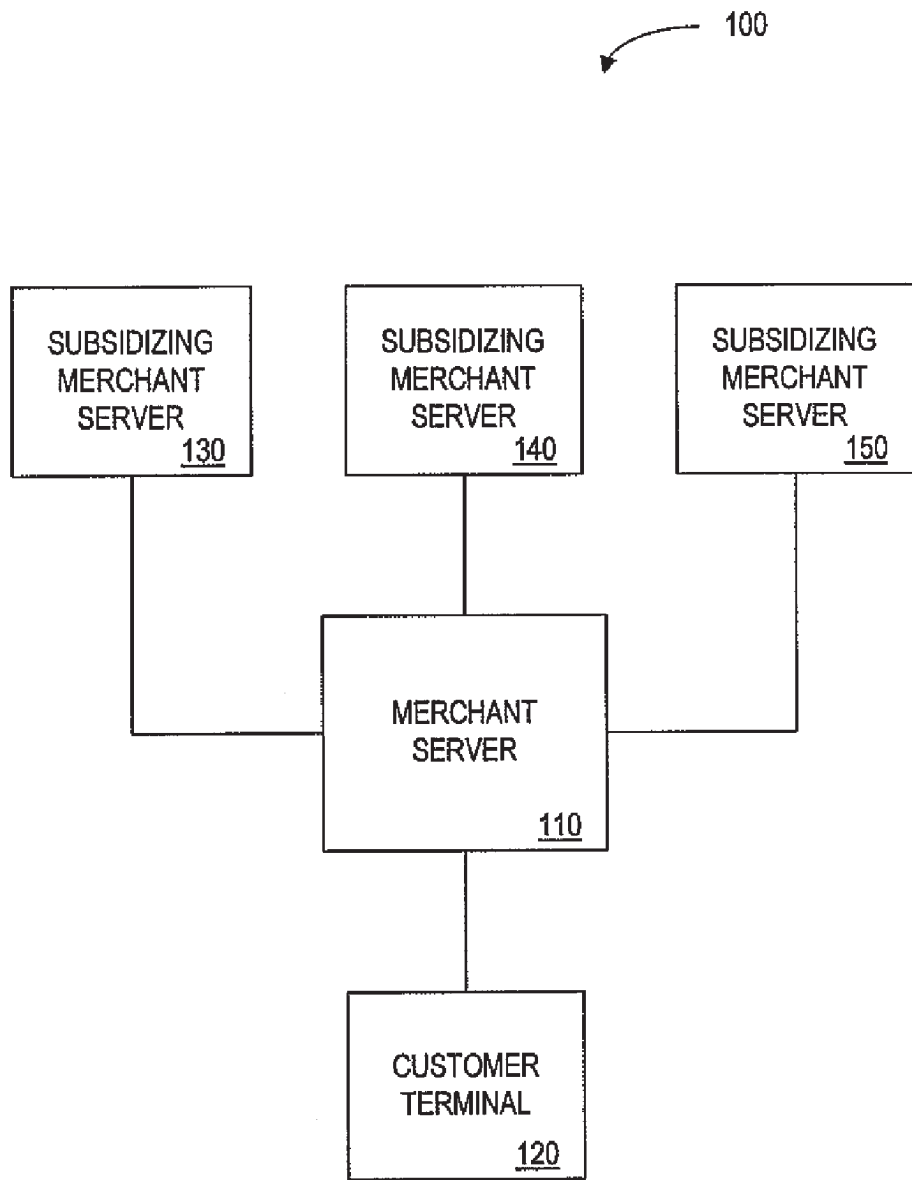 100
SUBSIDIZING
MERCHANT
SERVER
130
SUBSIDIZING
MERCHANT
SERVER
140
SUBSIDIZING
MERCHANT
SERVER
150
MERCHANT
SERVER
110
CUSTOMER
TERMINAL
120